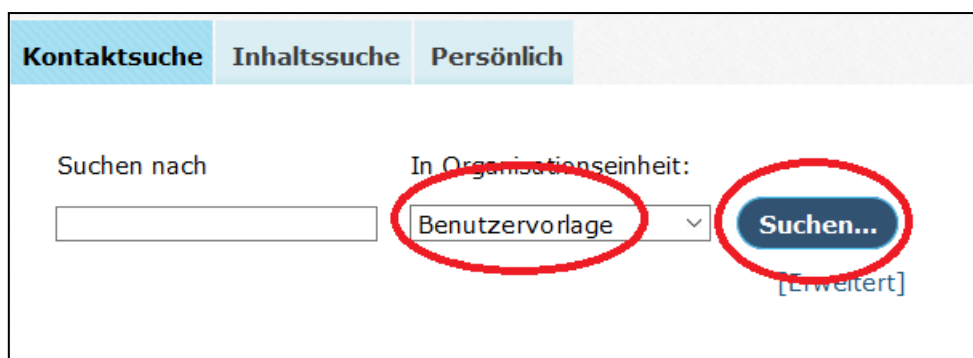 Kontaktsuche Inhaltssuche Persönlich
Suchen nach In Organisationseinheit:
Benutzervorlage Suchen...
[Erweitert]